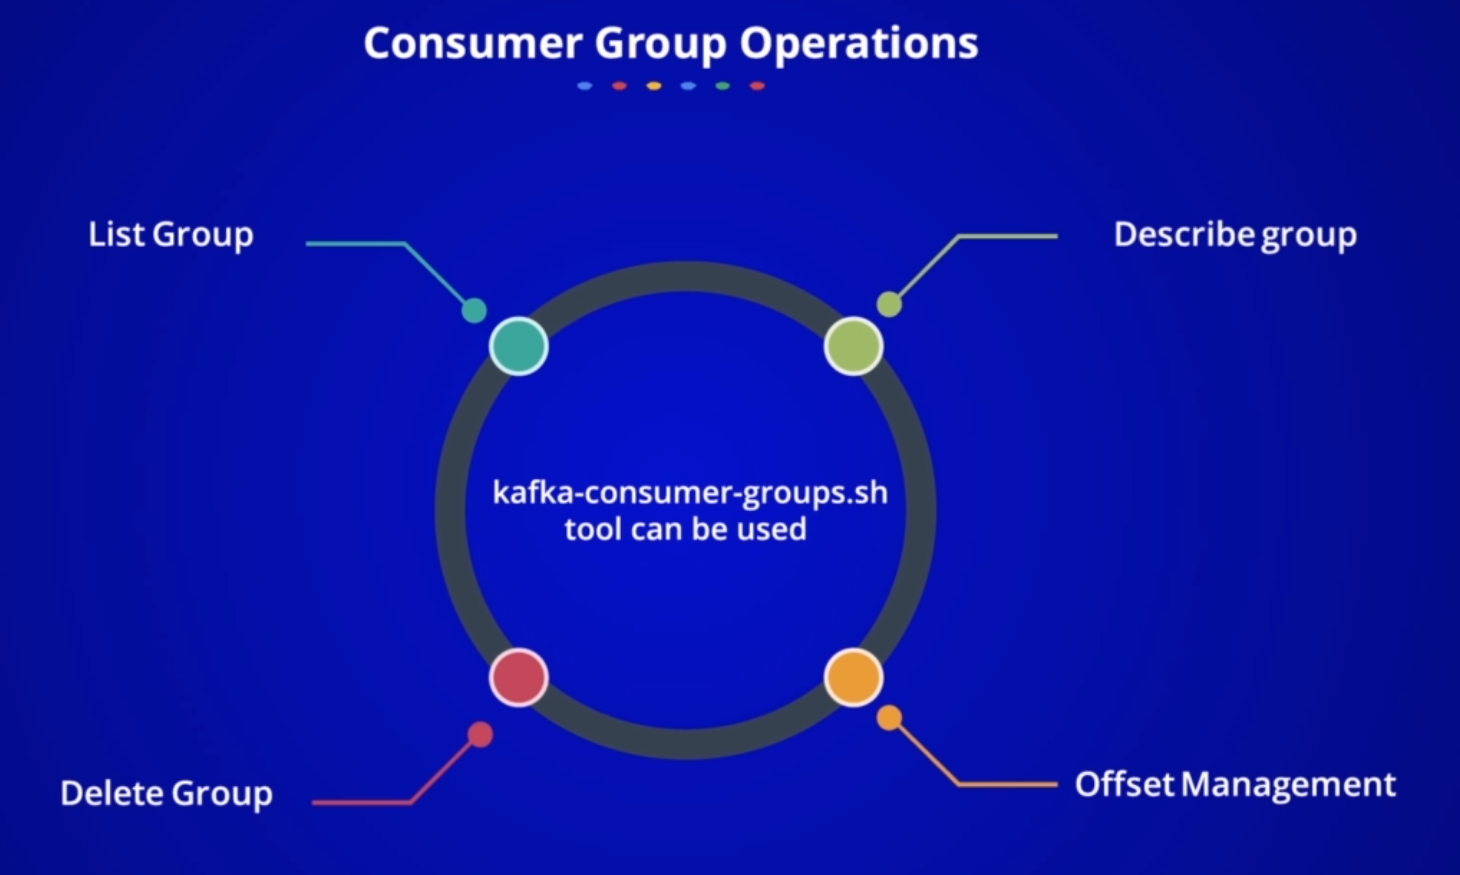 Consumer Group Operations
List Group
Describe group
kafka-consumer-groups.sh
tool can be used
Delete Group
Offset Management